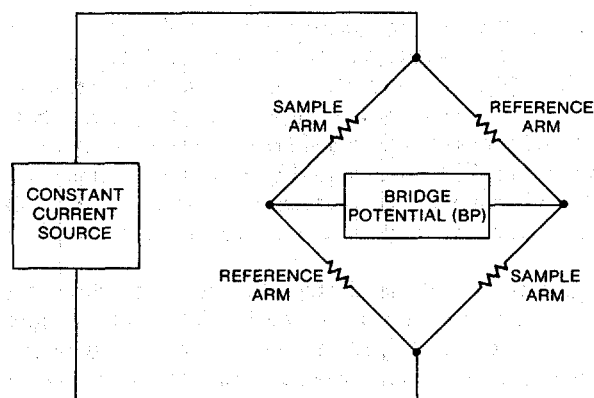 SAMPLE
ARM
REFERENCE
ARM
CONSTANT
CURRENT
SOURCE
BRIDGE
POTENTIAL (BP)
REFERENCE
ARM
SAMPLE
ARM